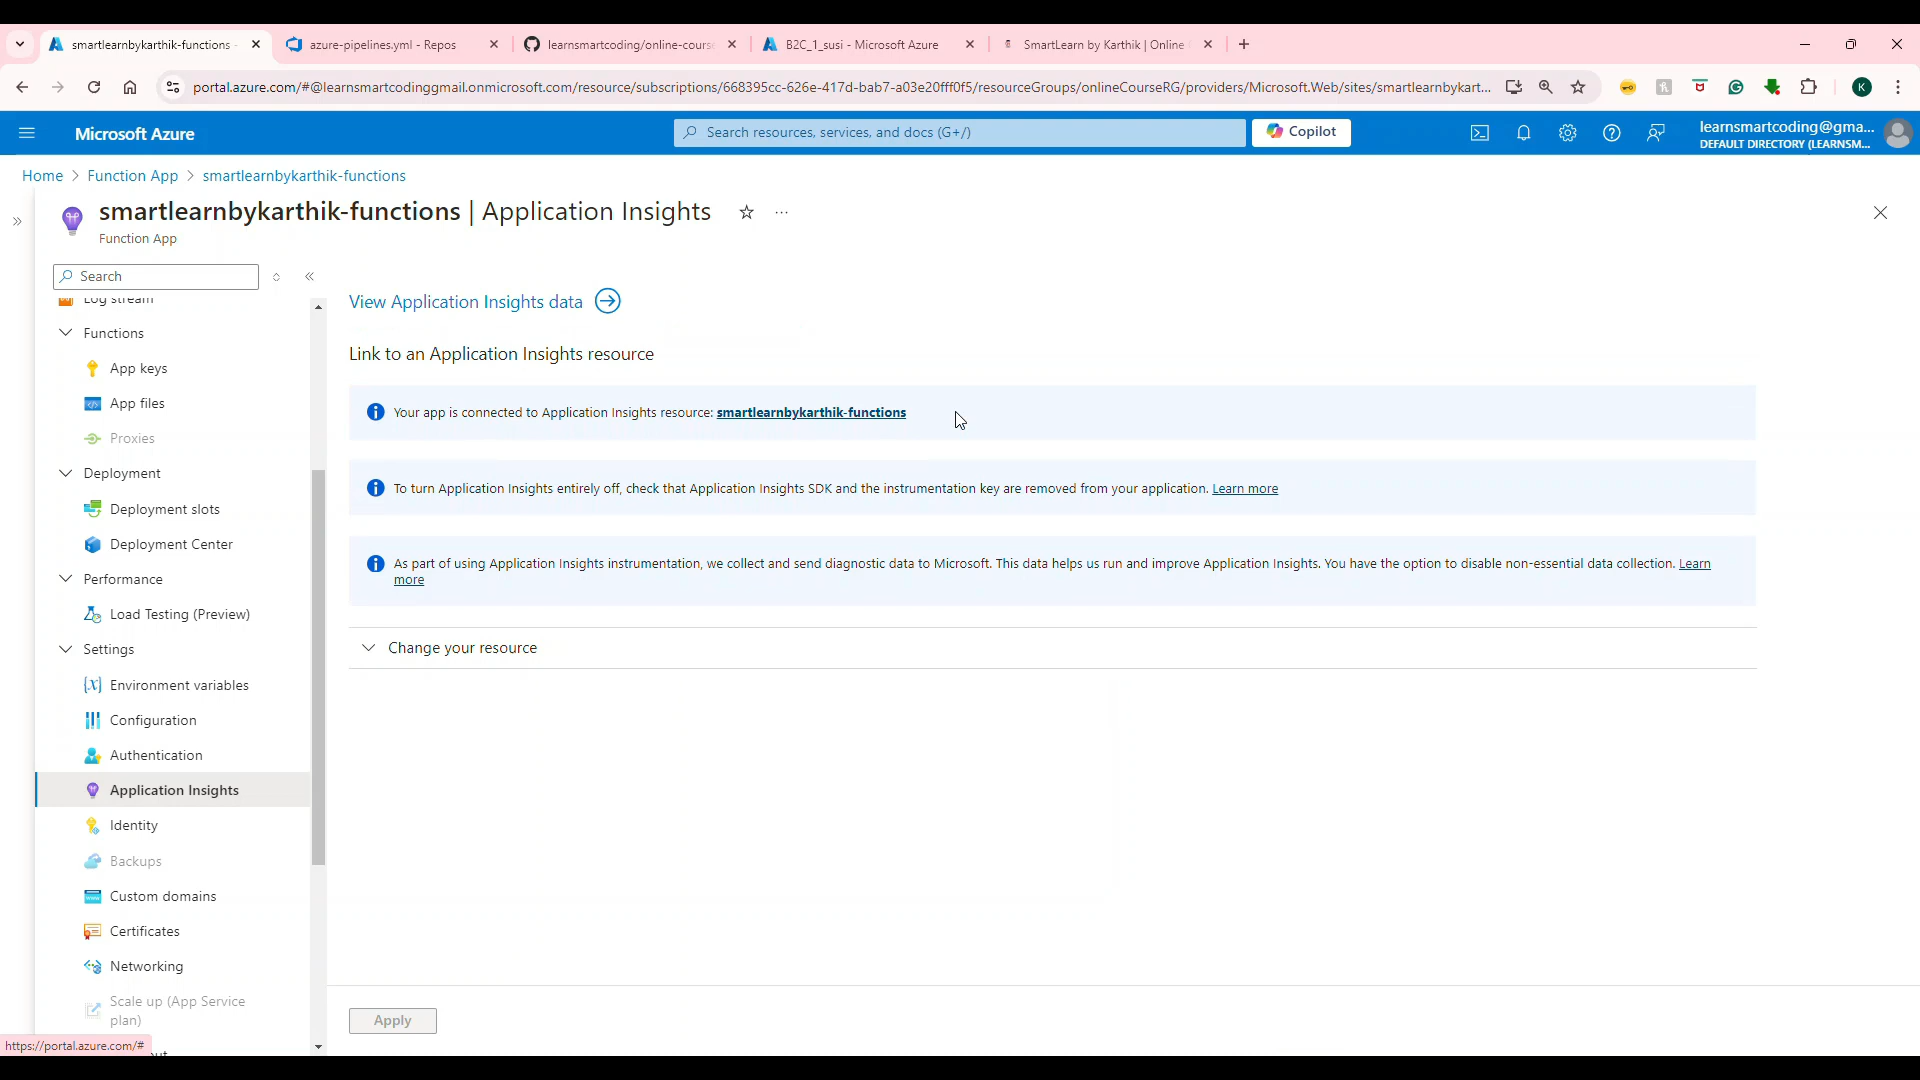 smartlearnbykarthik-functions -
azure-pipelines.yml - Repos
learnsmartcoding/online-cours
B2C_1_susi - Microsoft Azure
SmartLearn by Karthik | Online
portal.azure.com/#@learnsmartcodinggmail.onmicrosoft.com/resource/subscriptions/668395cc-626e-417d-bab7-a03e20fff0f5/resourceGroups/onlineCourseRG/providers/Microsoft.Web/sites/smartlearnbykart...
K
Microsoft Azure
Search resources, services, and docs (G+/)
Copilot
learnsmartcoding@gma...
DEFAULT DIRECTORY (LEARNSM...
Home > Function App > smartlearnbykarthik-functions
smartlearnbykarthik-functions | Application Insights
Function App
Search
Log stream
Functions
App keys
App files
Proxies
Deployment
Deployment slots
Deployment Center
Performance
Load Testing (Preview)
Settings
Environment variables
Configuration
Authentication
Application Insights
Identity
Backups
Custom domains
Certificates
Networking
Scale up (App Service
plan)
View Application Insights data
Link to an Application Insights resource
Your app is connected to Application Insights resource: smartlearnbykarthik-functions
To turn Application Insights entirely off, check that Application Insights SDK and the instrumentation key are removed from your application. Learn more
As part of using Application Insights instrumentation, we collect and send diagnostic data to Microsoft. This data helps us run and improve Application Insights. You have the option to disable non-essential data collection. Learn
more
Change your resource
Apply
https://portal.azure.com/#